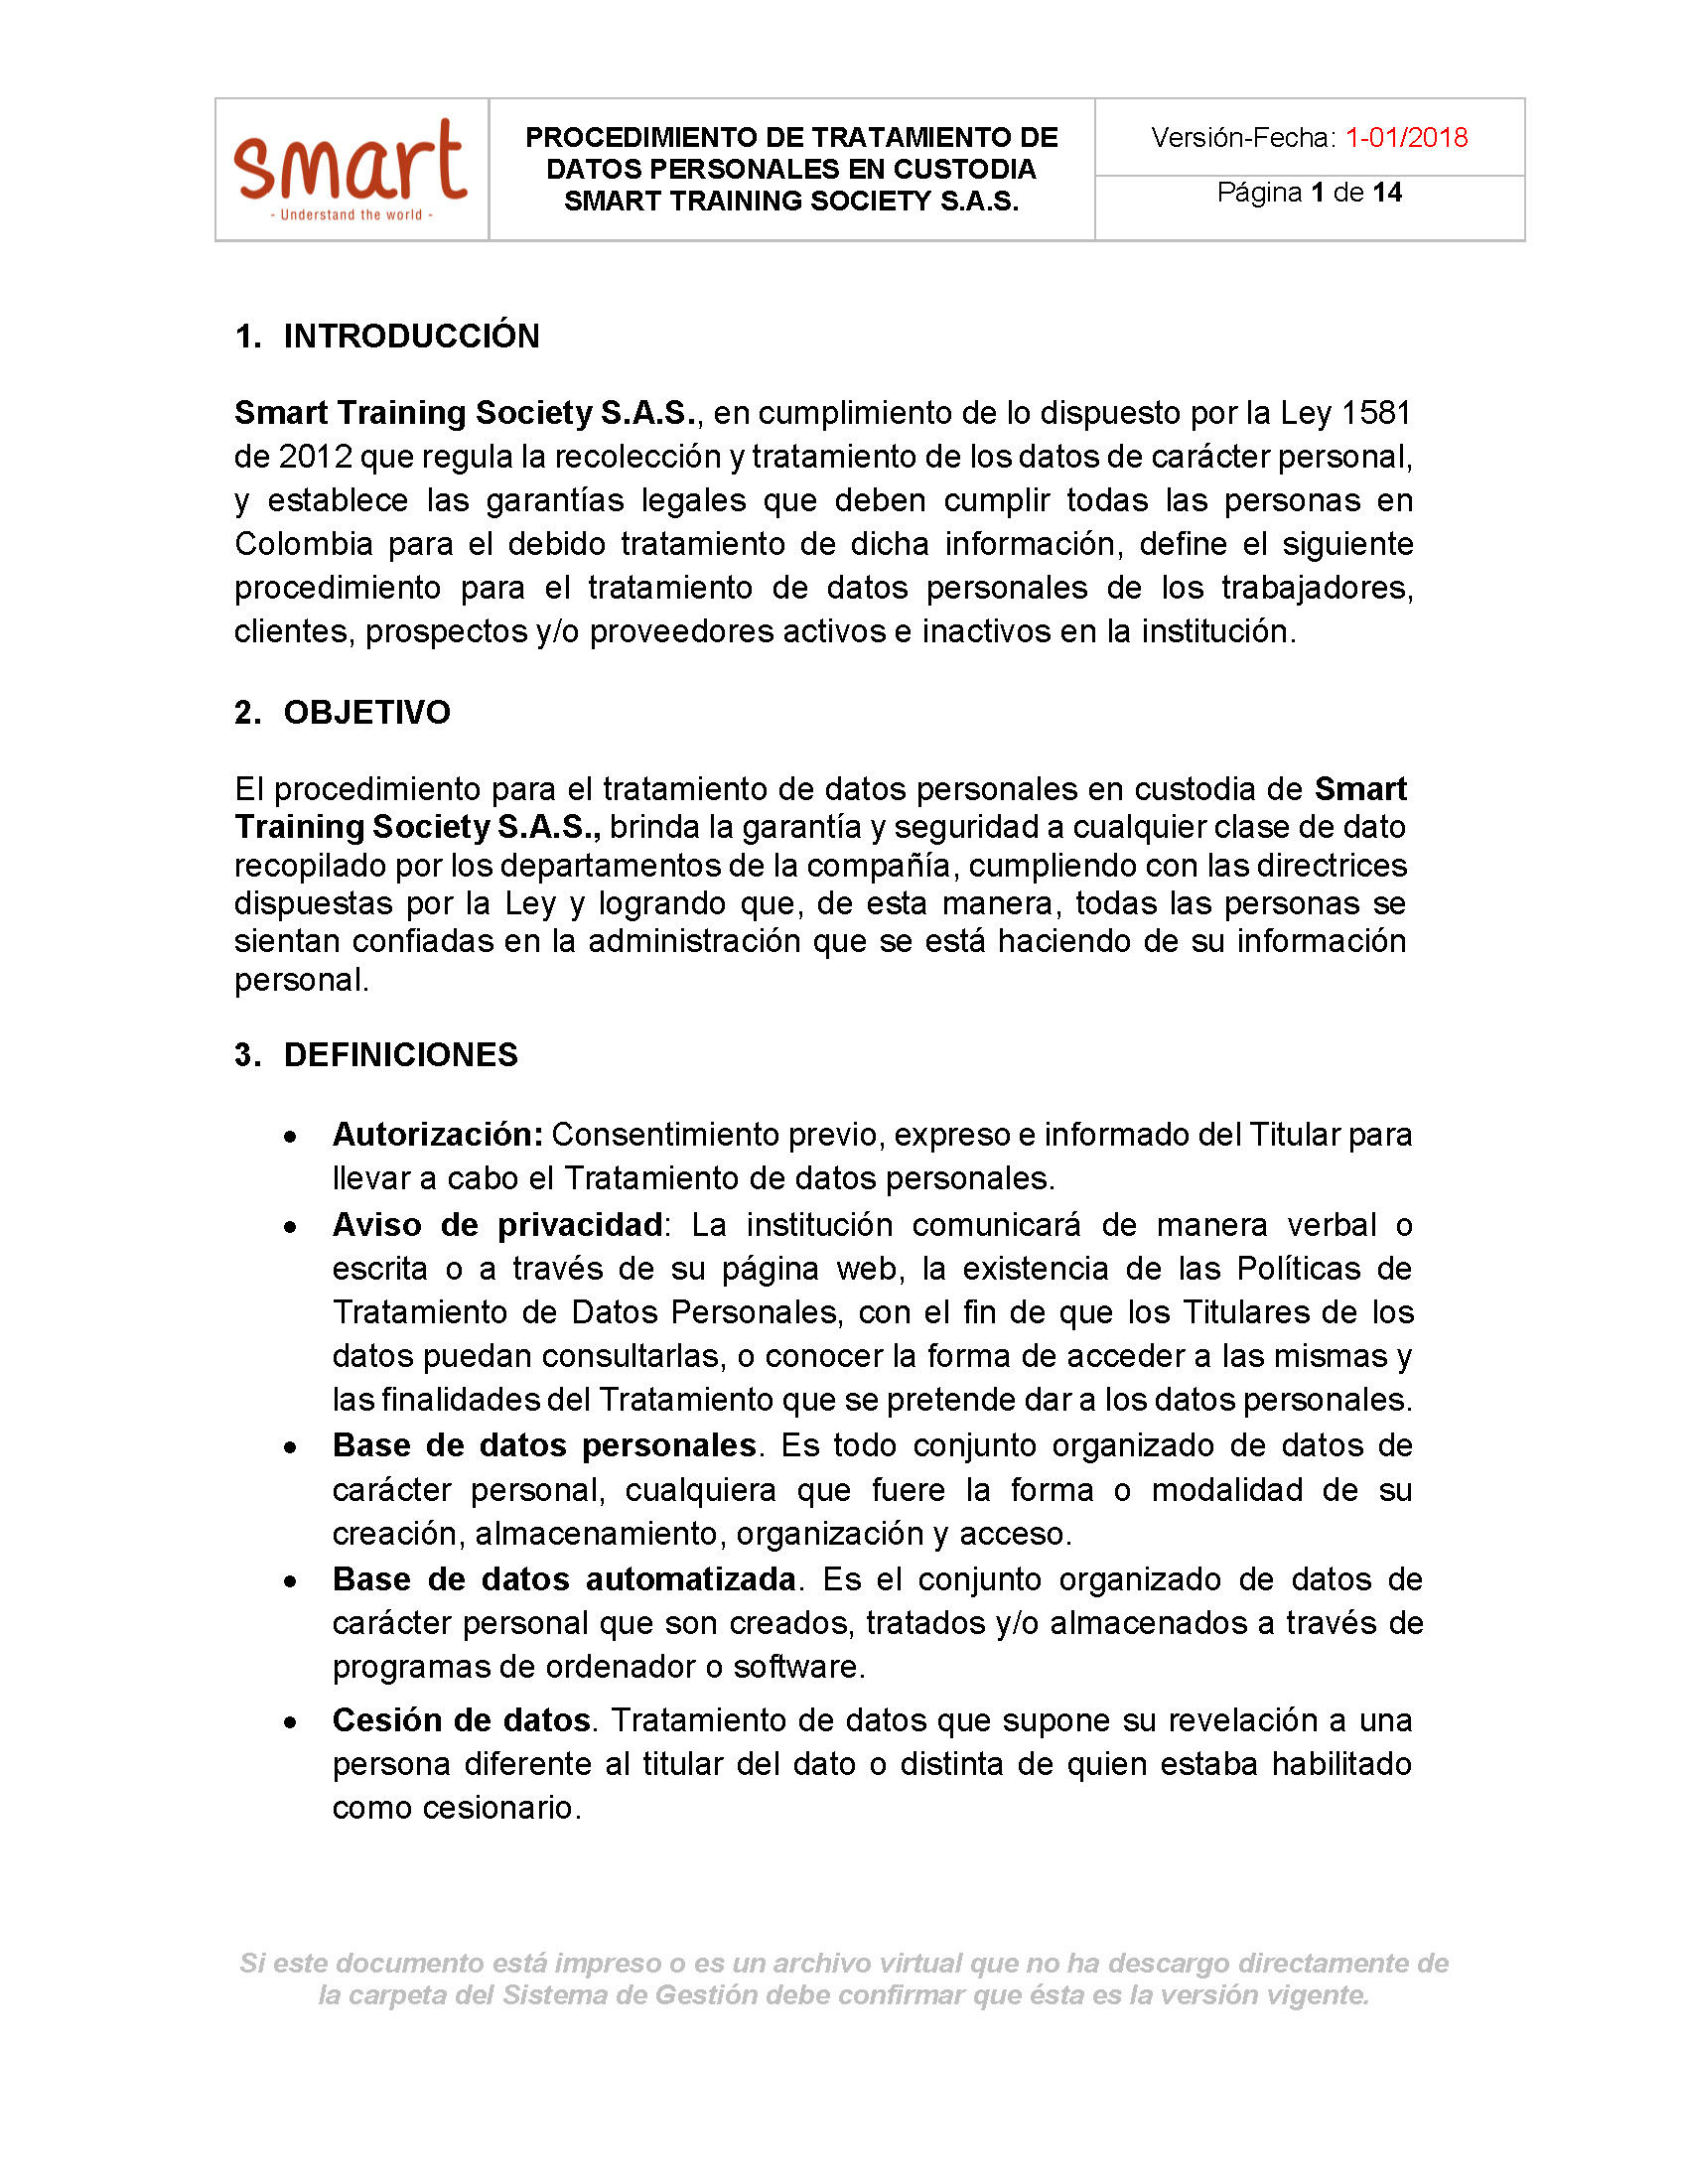 smart
- Understand the world -
PROCEDIMIENTO DE TRATAMIENTO DE
DATOS PERSONALES EN CUSTODIA
SMART TRAINING SOCIETY S.A.S.
Versión-Fecha: 1-01/2018
Página 1 de 14
1. INTRODUCCIÓN
Smart Training Society S.A.S., en cumplimiento de lo dispuesto por la Ley 1581
de 2012 que regula la recolección y tratamiento de los datos de carácter personal,
y establece las garantías legales que deben cumplir todas las personas en
Colombia para el debido tratamiento de dicha información, define el siguiente
procedimiento para el tratamiento de datos personales de los trabajadores,
clientes, prospectos y/o proveedores activos e inactivos en la institución.
2. OBJETIVO
El procedimiento para el tratamiento de datos personales en custodia de Smart
Training Society S.A.S., brinda la garantía y seguridad a cualquier clase de dato
recopilado por los departamentos de la compañía, cumpliendo con las directrices
dispuestas por la Ley y logrando que, de esta manera, todas las personas se
sientan confiadas en la administración que se está haciendo de su información
personal.
3. DEFINICIONES
• Autorización: Consentimiento previo, expreso e informado del Titular para
llevar a cabo el Tratamiento de datos personales.
• Aviso de privacidad: La institución comunicará de manera verbal o
escrita o a través de su página web, la existencia de las Políticas de
Tratamiento de Datos Personales, con el fin de que los Titulares de los
datos puedan consultarlas, o conocer la forma de acceder a las mismas y
las finalidades del Tratamiento que se pretende dar a los datos personales.
• Base de datos personales. Es todo conjunto organizado de datos de
carácter personal, cualquiera que fuere la forma o modalidad de su
creación, almacenamiento, organización y acceso.
• Base de datos automatizada. Es el conjunto organizado de datos de
carácter personal que son creados, tratados y/o almacenados a través de
programas de ordenador o software.
• Cesión de datos. Tratamiento de datos que supone su revelación a una
persona diferente al titular del dato o distinta de quien estaba habilitado
como cesionario.
Si este documento está impreso o es un archivo virtual que no ha descargo directamente de
la carpeta del Sistema de Gestión debe confirmar que ésta es la versión vigente.